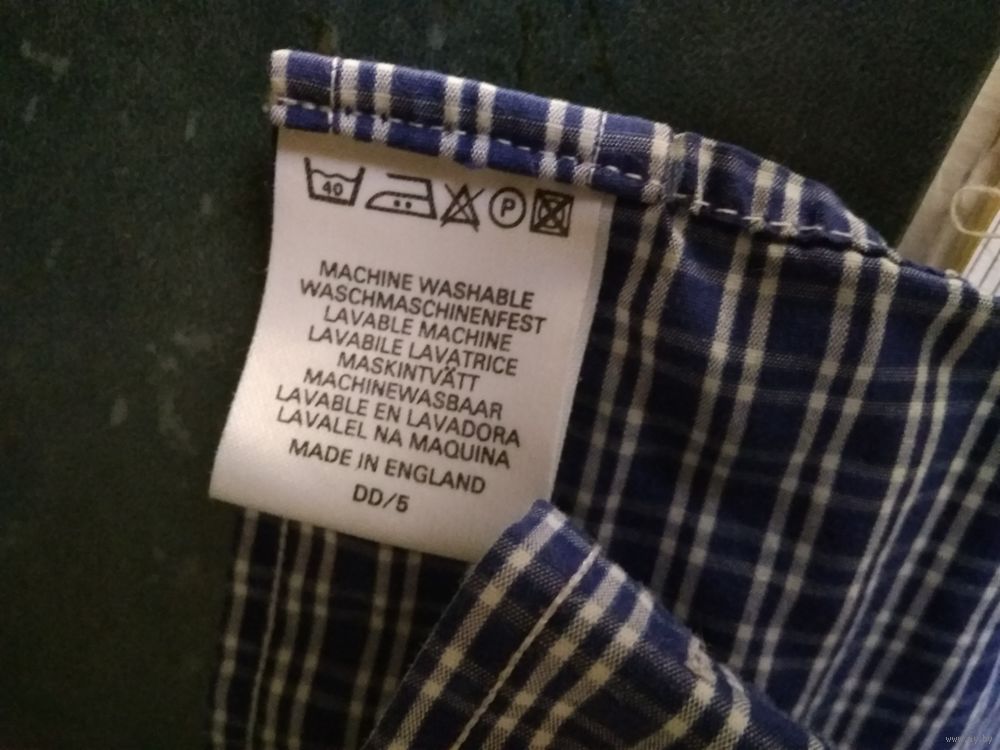 40
P
MACHINE WASHABLE
WASCHMASCHINENFEST
LAVABLE MACHINE
LAVABILE LAVATRICE
MASKINTVÄTT
MACHINEWASBAAR
LAVABLE EN LAVADORA
LAVALEL NA MAQUINA
MADE IN ENGLAND
DD/5